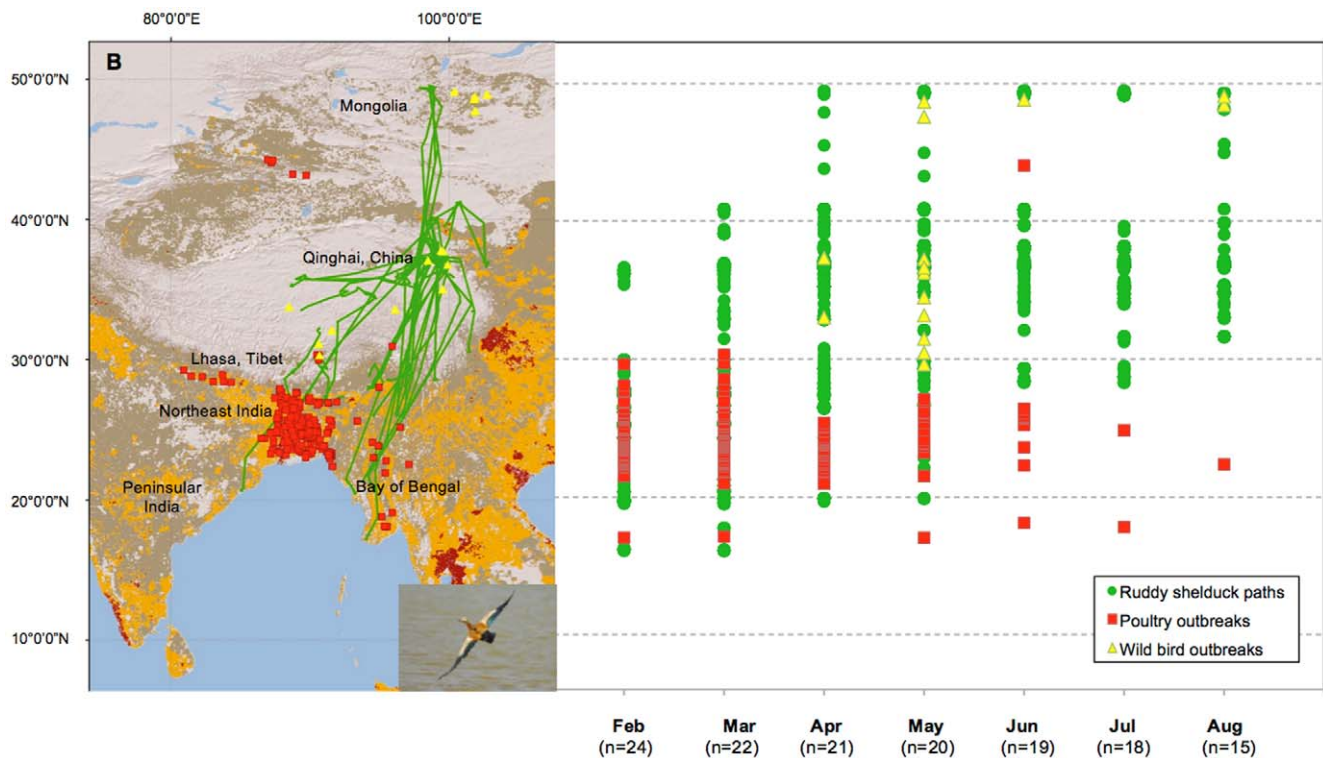 80°0'0"E 100°0'0"E
B
50°0'0"N
Mongolia
40°0'0"N
Qinghai, China
30°0'0"N
Lhasa, Tibet
Northeast India
20°0'0"N
Peninsular
India
Bay of Bengal
10°0'0"N
Ruddy shelduck paths
Poultry outbreaks
Wild bird outbreaks
Feb Mar Apr May Jun Jul Aug
(n=24) (n=22) (n=21) (n=20) (n=19) (n=18) (n=15)